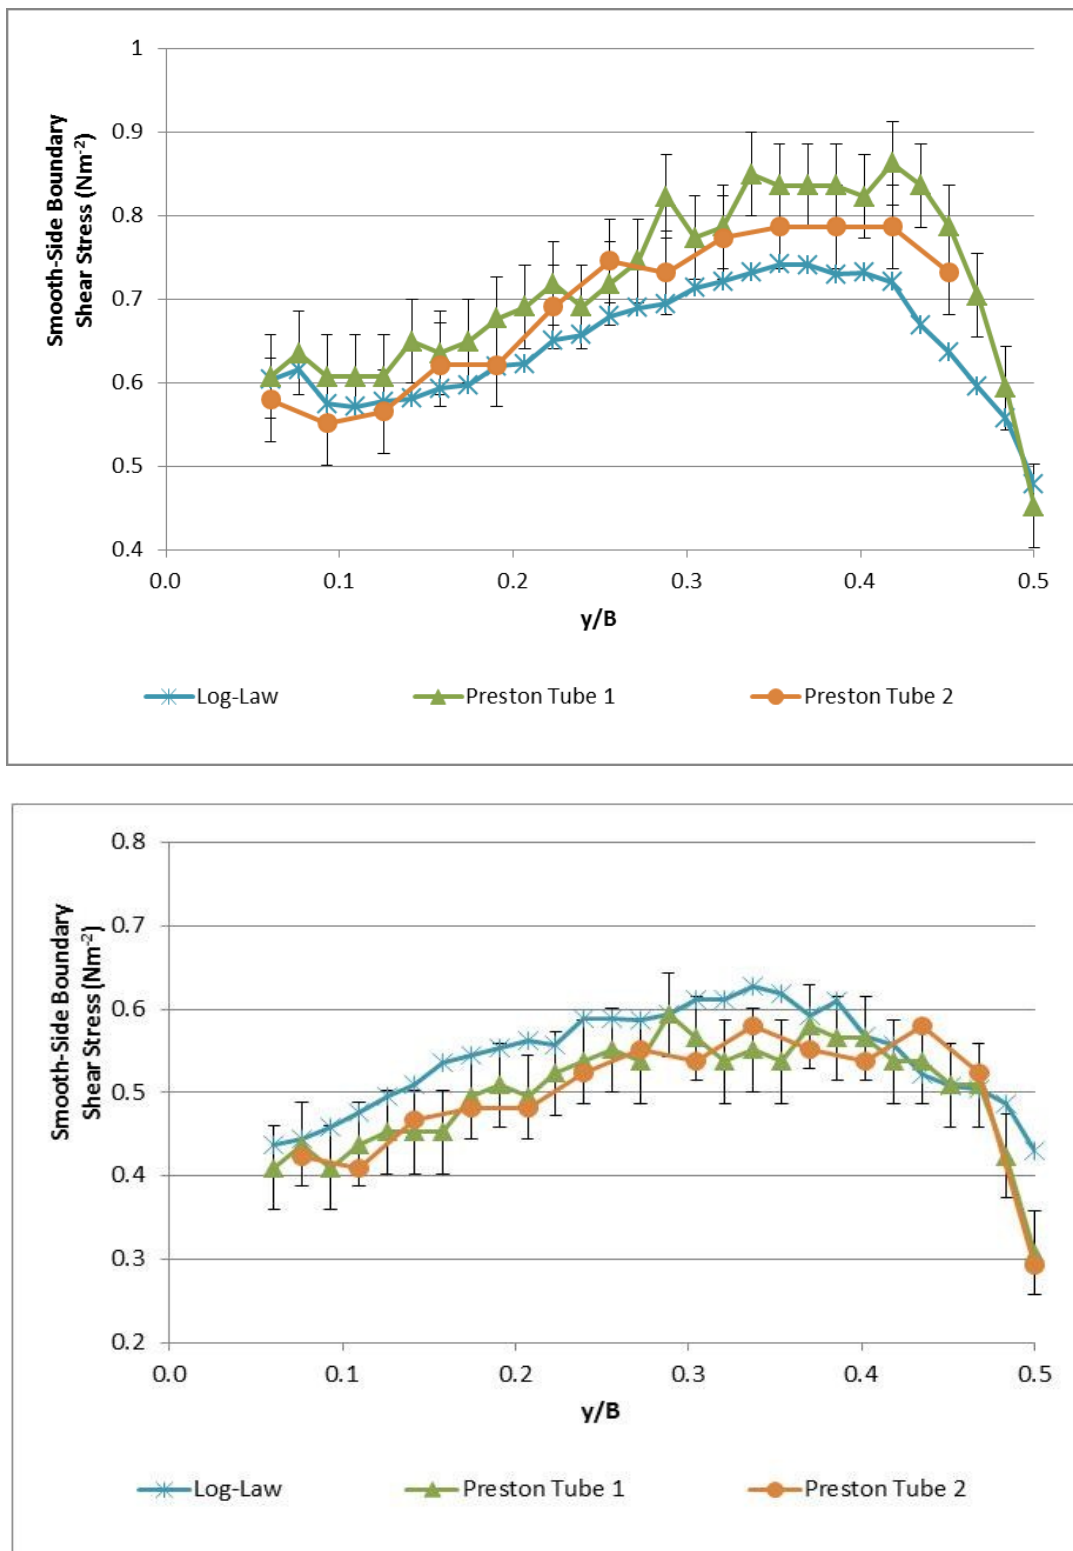 1
0.9
0.8
0.7
0.6
0.5
0.4
Smooth-Side Boundary
Shear Stress (Nm-2)
0.0 0.1 0.2 0.3 0.4 0.5
y/B
Log-Law Preston Tube 1 Preston Tube 2
0.8
0.7
0.6
0.5
0.4
0.3
0.2
Smooth-Side Boundary
Shear Stress (Nm-2)
0.0 0.1 0.2 0.3 0.4 0.5
y/B
Log-Law Preston Tube 1 Preston Tube 2